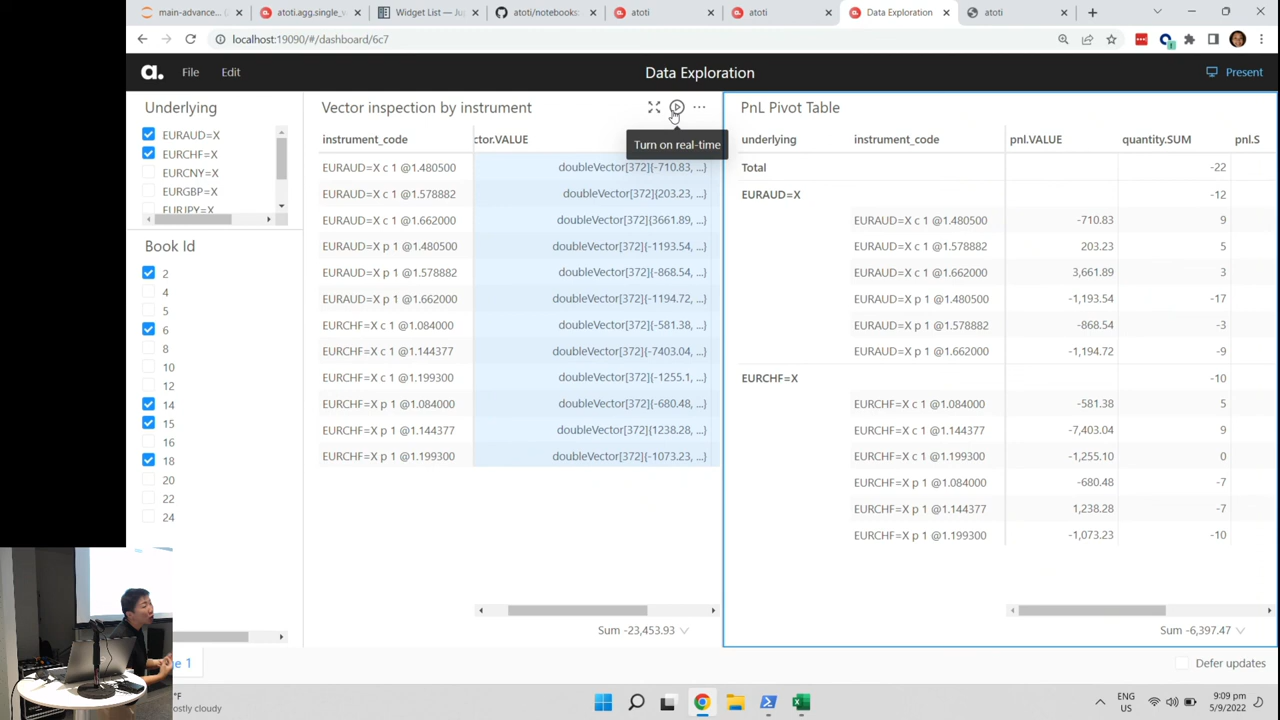 main-advance...
atoti.agg.single_v
Widget List — Jup
atoti/notebooks:
atoti
atoti
Data Exploration
atoti
localhost:19090/#/dashboard/6c7
a. File Edit Data Exploration Present
Underlying
EURAUD=X
EURCHF=X
EURCNY=X
EURGBP=X
EURJPY=X
Book Id
2
4
5
6
8
10
12
14
15
16
18
20
22
24
Vector inspection by instrument
Turn on real-time
instrument_code ctor.VALUE
EURAUD=X c 1 @1.480500 doubleVector[372]{-710.83, ...}
EURAUD=X c 1 @1.578882 doubleVector[372]{203.23, ...}
EURAUD=X c 1 @1.662000 doubleVector[372]{3661.89, ...}
EURAUD=X p 1 @1.480500 doubleVector[372]{-1193.54, ...}
EURAUD=X p 1 @1.578882 doubleVector[372]{-868.54, ...}
EURAUD=X p 1 @1.662000 doubleVector[372]{-1194.72, ...}
EURCHF=X c 1 @1.084000 doubleVector[372]{-581.38, ...}
EURCHF=X c 1 @1.144377 doubleVector[372]{-7403.04, ...}
EURCHF=X c 1 @1.199300 doubleVector[372]{-1255.1, ...}
EURCHF=X p 1 @1.084000 doubleVector[372]{-680.48, ...}
EURCHF=X p 1 @1.144377 doubleVector[372]{1238.28, ...}
EURCHF=X p 1 @1.199300 doubleVector[372]{-1073.23, ...}
Sum -23,453.93
PnL Pivot Table
underlying instrument_code pnl.VALUE quantity.SUM pnl.S
Total -22
EURAUD=X -12
EURAUD=X c 1 @1.480500 -710.83 9
EURAUD=X c 1 @1.578882 203.23 5
EURAUD=X c 1 @1.662000 3,661.89 3
EURAUD=X p 1 @1.480500 -1,193.54 -17
EURAUD=X p 1 @1.578882 -868.54 -3
EURAUD=X p 1 @1.662000 -1,194.72 -9
EURCHF=X -10
EURCHF=X c 1 @1.084000 -581.38 5
EURCHF=X c 1 @1.144377 -7,403.04 9
EURCHF=X c 1 @1.199300 -1,255.10 0
EURCHF=X p 1 @1.084000 -680.48 -7
EURCHF=X p 1 @1.144377 1,238.28 -7
EURCHF=X p 1 @1.199300 -1,073.23 -10
Sum -6,397.47
e 1
Defer updates
°F
ostly cloudy
ENG
US
9:09 pm
5/9/2022